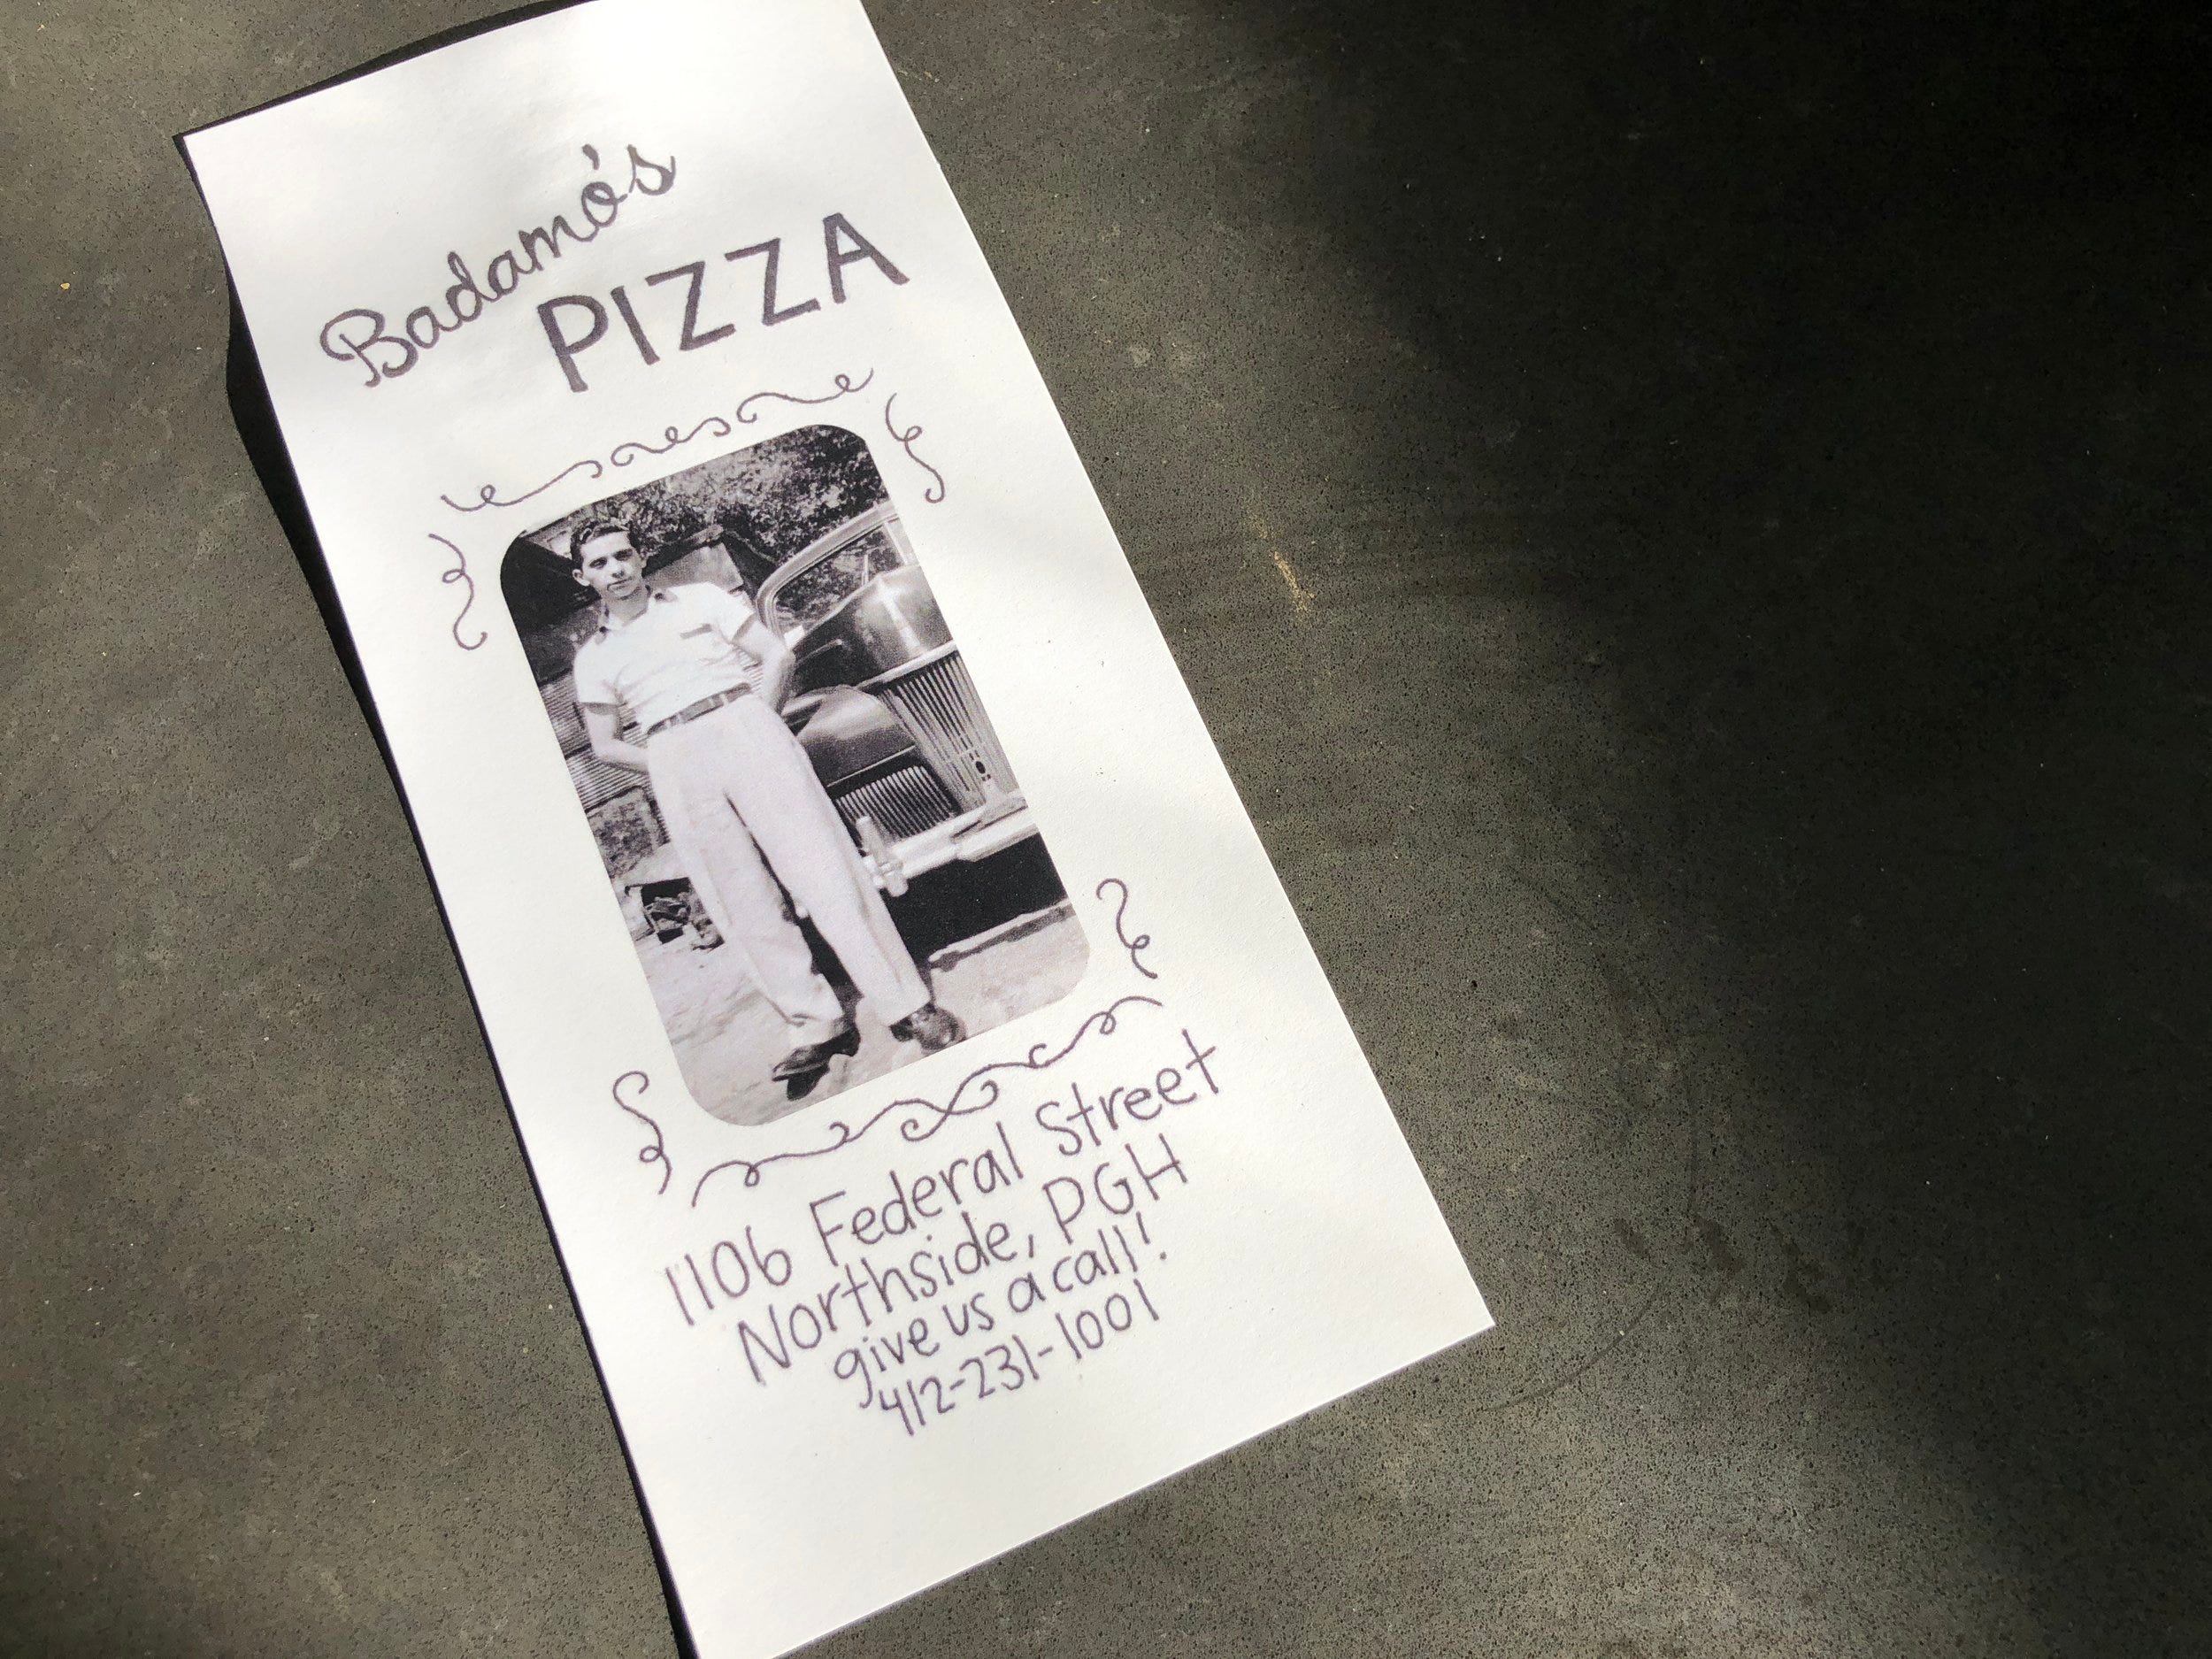 Badamo's
PIZZA
1106 Federal Street
Northside, PGH
give us a call!
412-231-1001